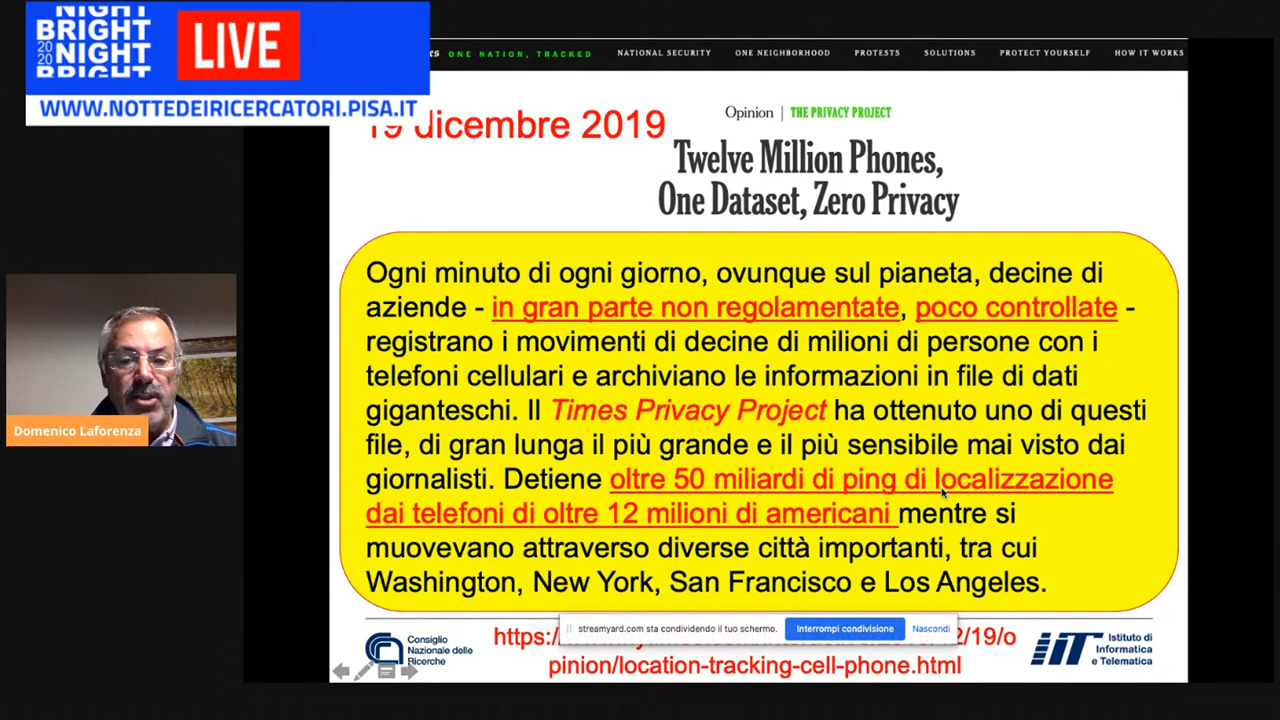 NIGHT
BRIGHT
2020
NIGHT
BRIGHT
LIVE
WWW.NOTTEDEIRICERCATORI.PISA.IT
ONE NATION, TRACKED
NATIONAL SECURITY
ONE NEIGHBORHOOD
PROTESTS
SOLUTIONS
PROTECT YOURSELF
HOW IT WORKS
19 dicembre 2019
Opinion | THE PRIVACY PROJECT
Twelve Million Phones,
One Dataset, Zero Privacy
Ogni minuto di ogni giorno, ovunque sul pianeta, decine di
aziende - in gran parte non regolamentate, poco controllate -
registrano i movimenti di decine di milioni di persone con i
telefoni cellulari e archiviano le informazioni in file di dati
giganteschi. Il Times Privacy Project ha ottenuto uno di questi
file, di gran lunga il più grande e il più sensibile mai visto dai
giornalisti. Detiene oltre 50 miliardi di ping di localizzazione
dai telefoni di oltre 12 milioni di americani mentre si
muovevano attraverso diverse città importanti, tra cui
Washington, New York, San Francisco e Los Angeles.
Domenico Laforenza
streamyard.com sta condividendo il tuo schermo.
Interrompi condivisione
Nascondi
Consiglio
Nazionale delle
Ricerche
https:/
2/19/o
pinion/location-tracking-cell-phone.html
IIT
Istituto di
Informatica
e Telematica